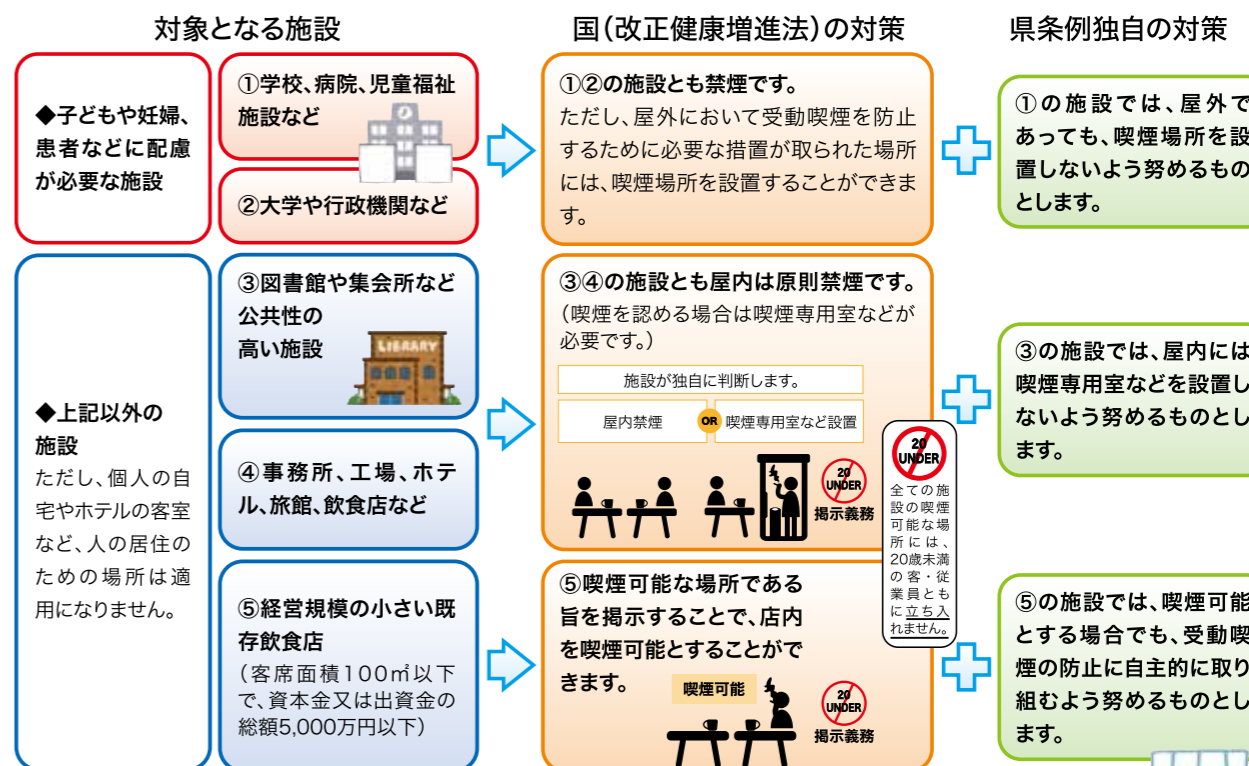 対象となる施設
国(改正健康増進法)の対策
県条例独自の対策
◆子どもや妊婦、
患者などに配慮
が必要な施設
①学校、病院、児童福祉
施設など
②大学や行政機関など
①②の施設とも禁煙です。
ただし、屋外において受動喫煙を防止
するために必要な措置が取られた場所
には、喫煙場所を設置することができま
す。
①の施設では、屋外で
あっても、喫煙場所を設
置しないよう努めるもの
とします。
◆上記以外の
施設
ただし、個人の自
宅やホテルの客室
など、人の居住の
ための場所は適
用になりません。
③図書館や集会所など
公共性の
高い施設
LIBRARY
④事務所、工場、ホテ
ル、旅館、飲食店など
③④の施設とも屋内は原則禁煙です。
(喫煙を認める場合は喫煙専用室などが
必要です。)
施設が独自に判断します。
屋内禁煙
OR
喫煙専用室など設置
20
UNDER
掲示義務
20
UNDER
全ての施
設の喫煙
可能な場
所には、
20歳未満
の客・従
業員とも
に立ち入
れません。
③の施設では、屋内には
喫煙専用室などを設置し
ないよう努めるものとし
ます。
⑤経営規模の小さい既
存飲食店
(客席面積100㎡以下
で、資本金又は出資金の
総額5,000万円以下)
⑤喫煙可能な場所である
旨を掲示することで、店内
を喫煙可能とすることがで
きます。
喫煙可能
20
UNDER
掲示義務
⑤の施設では、喫煙可能
とする場合でも、受動喫
煙の防止に自主的に取り
組むよう努めるものとし
ます。